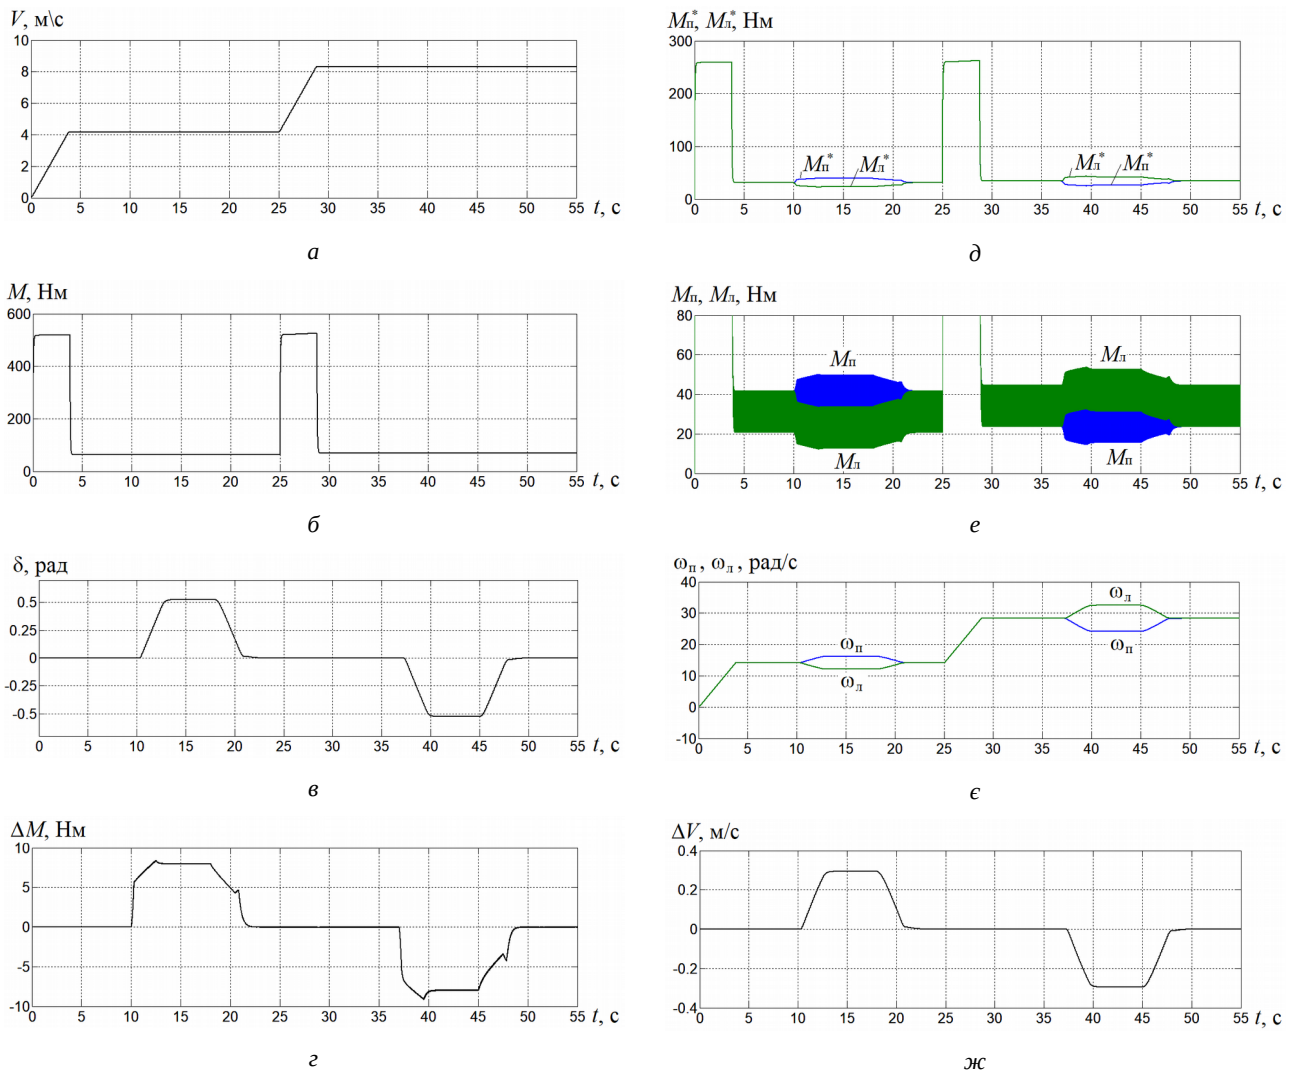 V, м\с
10
8
6
4
2
0
0 5 10 15 20 25 30 35 40 45 50 55 t, с
а
M, Нм
600
400
200
0
0 5 10 15 20 25 30 35 40 45 50 55 t, с
б
δ, рад
0.5
0.25
0
-0.25
-0.5
0 5 10 15 20 25 30 35 40 45 50 55 t, с
в
ΔM, Нм
10
5
0
-5
-10
0 5 10 15 20 25 30 35 40 45 50 55 t, с
г
Mп*, Mл*, Нм
300
200
100
0
Mп* Mл* Mл* Mп*
0 5 10 15 20 25 30 35 40 45 50 55 t, с
д
Mп, Mл, Нм
80
60
40
20
0
Mп Mл
Mл Mп
0 5 10 15 20 25 30 35 40 45 50 55 t, с
е
ωп, ωл, рад/с
40
30
20
10
0
-10
ωл
ωп ωп
ωл
0 5 10 15 20 25 30 35 40 45 50 55 t, с
є
ΔV, м/с
0.4
0.2
0
-0.2
-0.4
0 5 10 15 20 25 30 35 40 45 50 55 t, с
ж